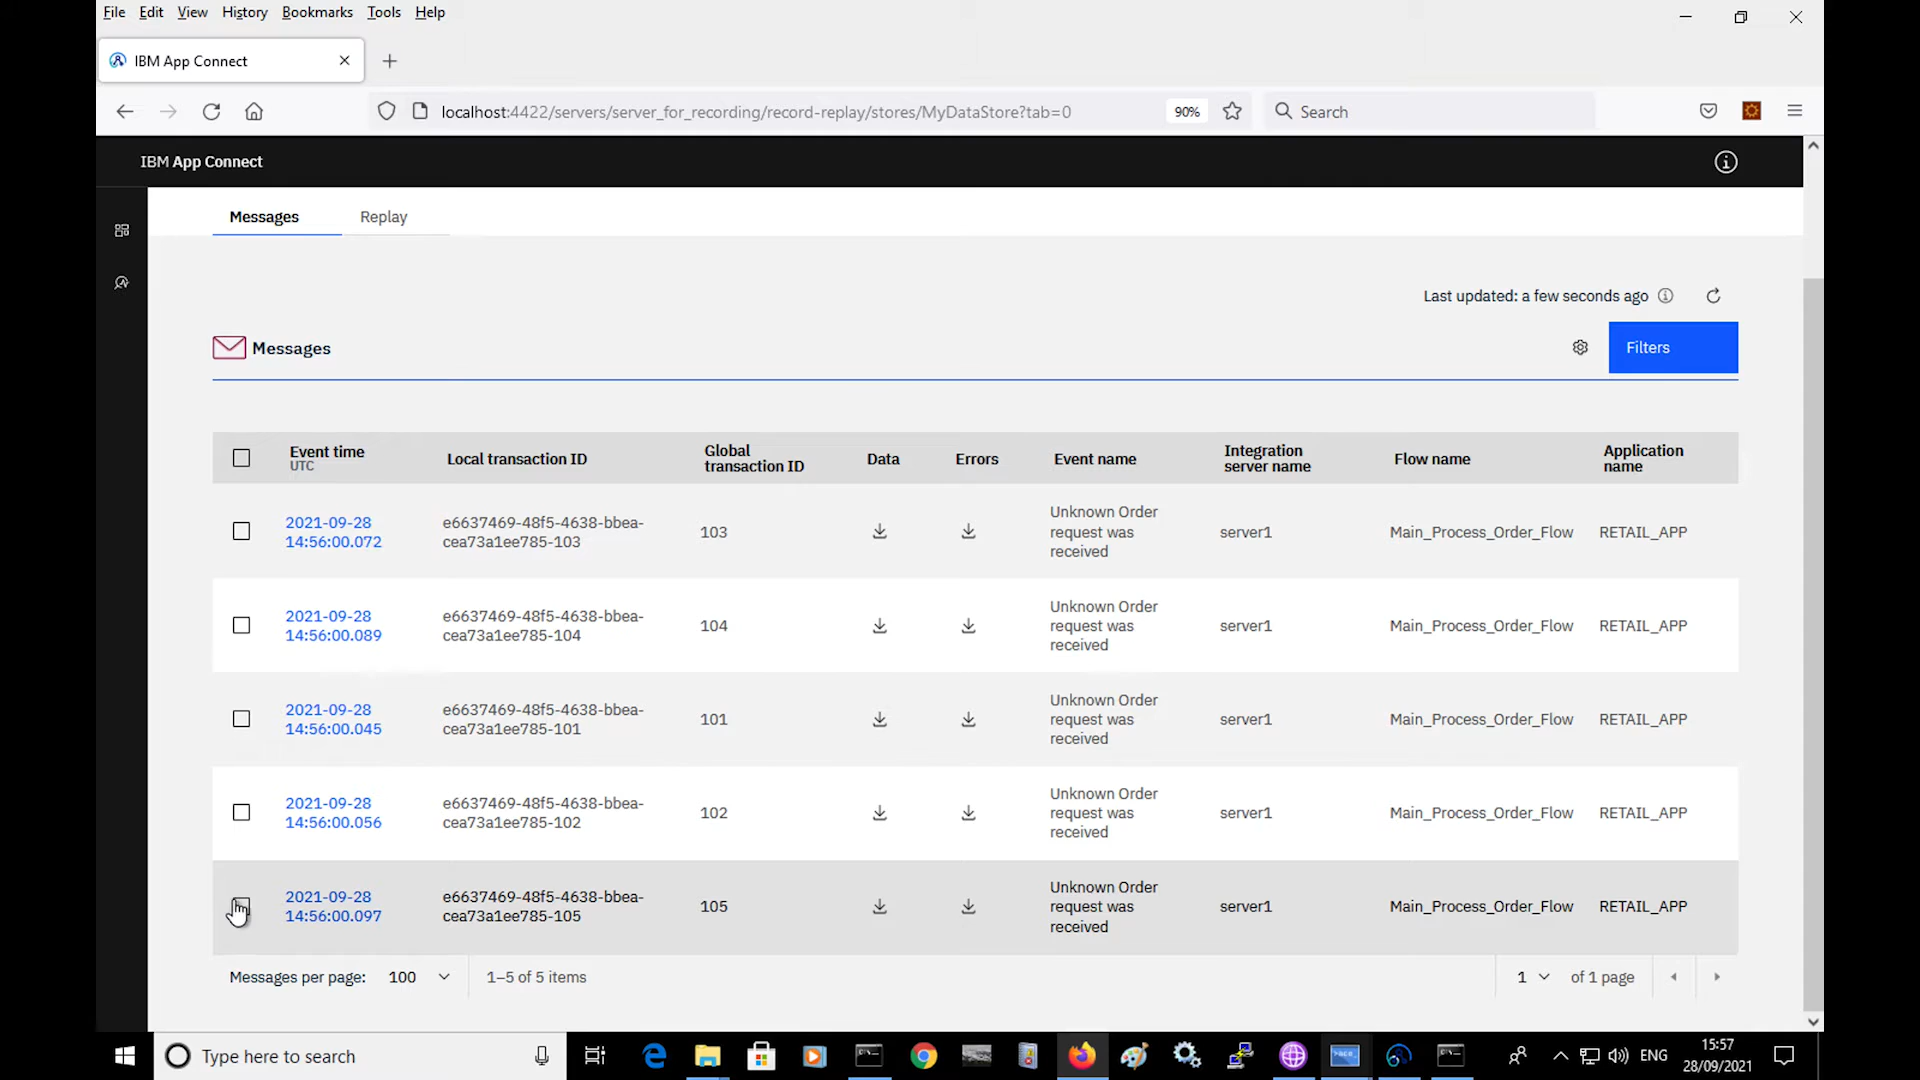 File Edit View History Bookmarks Tools Help
IBM App Connect
localhost:4422/servers/server_for_recording/record-replay/stores/MyDataStore?tab=0
90%
Search
IBM App Connect
Messages
Replay
Last updated: a few seconds ago
Messages
Filters
Event time
UTC
Local transaction ID
Global
transaction ID
Data
Errors
Event name
Integration
server name
Flow name
Application
name
2021-09-28
14:56:00.072
e6637469-48f5-4638-bbea-
cea73a1ee785-103
103
Unknown Order
request was
received
server1
Main_Process_Order_Flow
RETAIL_APP
2021-09-28
14:56:00.089
e6637469-48f5-4638-bbea-
cea73a1ee785-104
104
Unknown Order
request was
received
server1
Main_Process_Order_Flow
RETAIL_APP
2021-09-28
14:56:00.045
e6637469-48f5-4638-bbea-
cea73a1ee785-101
101
Unknown Order
request was
received
server1
Main_Process_Order_Flow
RETAIL_APP
2021-09-28
14:56:00.056
e6637469-48f5-4638-bbea-
cea73a1ee785-102
102
Unknown Order
request was
received
server1
Main_Process_Order_Flow
RETAIL_APP
2021-09-28
14:56:00.097
e6637469-48f5-4638-bbea-
cea73a1ee785-105
105
Unknown Order
request was
received
server1
Main_Process_Order_Flow
RETAIL_APP
Messages per page: 100
1–5 of 5 items
1
of 1 page
Type here to search
ENG
15:57
28/09/2021